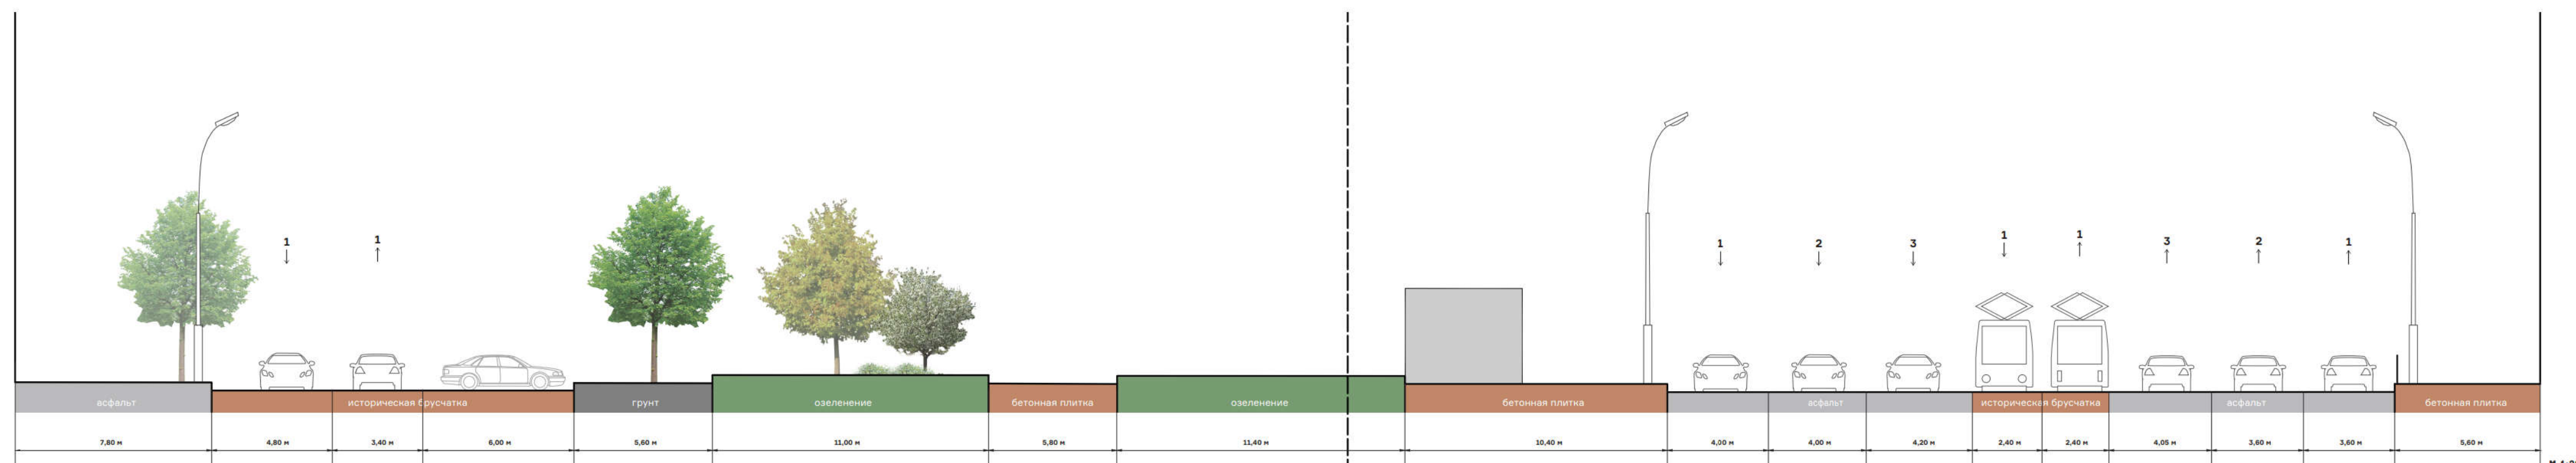 1 1 1 2 3 1 1 3 2 1
асфальт историческая брусчатка грунт озеленение бетонная плитка озеленение бетонная плитка асфальт историческая брусчатка асфальт бетонная плитка
7,80 м 4,80 м 3,40 м 6,00 м 5,60 м 11,00 м 5,80 м 11,40 м 10,40 м 4,00 м 4,00 м 4,20 м 2,40 м 2,40 м 4,05 м 3,60 м 3,60 м 5,60 м